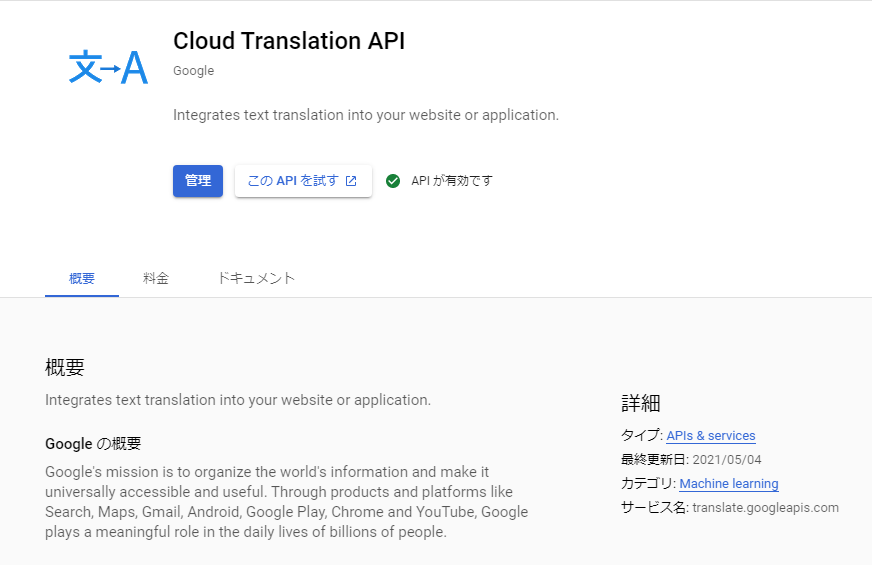 文→A
Cloud Translation API
Google
Integrates text translation into your website or application.
管理
この API を試す
API が有効です
概要
料金
ドキュメント
概要
Integrates text translation into your website or application.
Google の概要
Google's mission is to organize the world's information and make it
universally accessible and useful. Through products and platforms like
Search, Maps, Gmail, Android, Google Play, Chrome and YouTube, Google
plays a meaningful role in the daily lives of billions of people.
詳細
タイプ: APIs & services
最終更新日: 2021/05/04
カテゴリ: Machine learning
サービス名: translate.googleapis.com